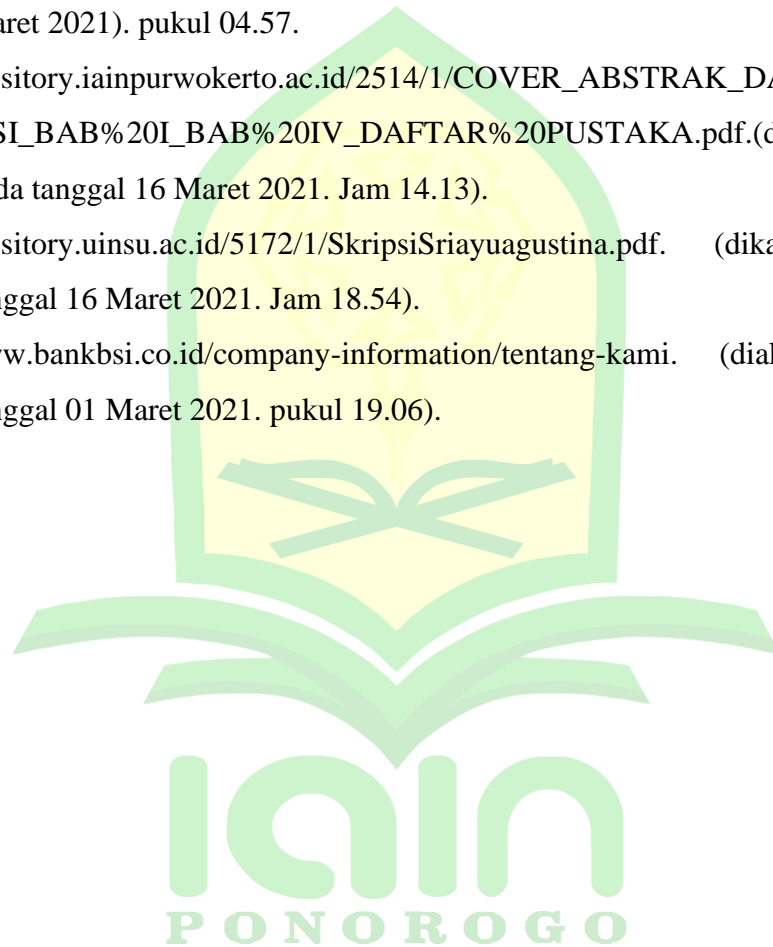 aret 2021). pukul 04.57.
sitory.iainpurwokerto.ac.id/2514/1/COVER_ABSTRAK_DA
SI_BAB%20I_BAB%20IV_DAFTAR%20PUSTAKA.pdf.(d
da tanggal 16 Maret 2021. Jam 14.13).
sitory.uinsu.ac.id/5172/1/SkripsiSriayuagustina.pdf. (dika
nggal 16 Maret 2021. Jam 18.54).
w.bankbsi.co.id/company-information/tentang-kami. (dial
nggal 01 Maret 2021. pukul 19.06).
iain
PONOROGO